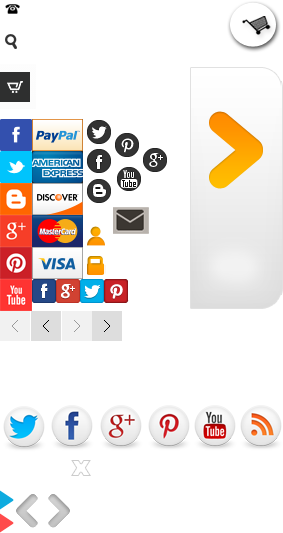 f
PayPal
AMERICAN
EXPRESS
f
g+
DISCOVER
You
Tube
g+
MasterCard
VISA
You
Tube
f
g+
f
g+
You
Tube
X